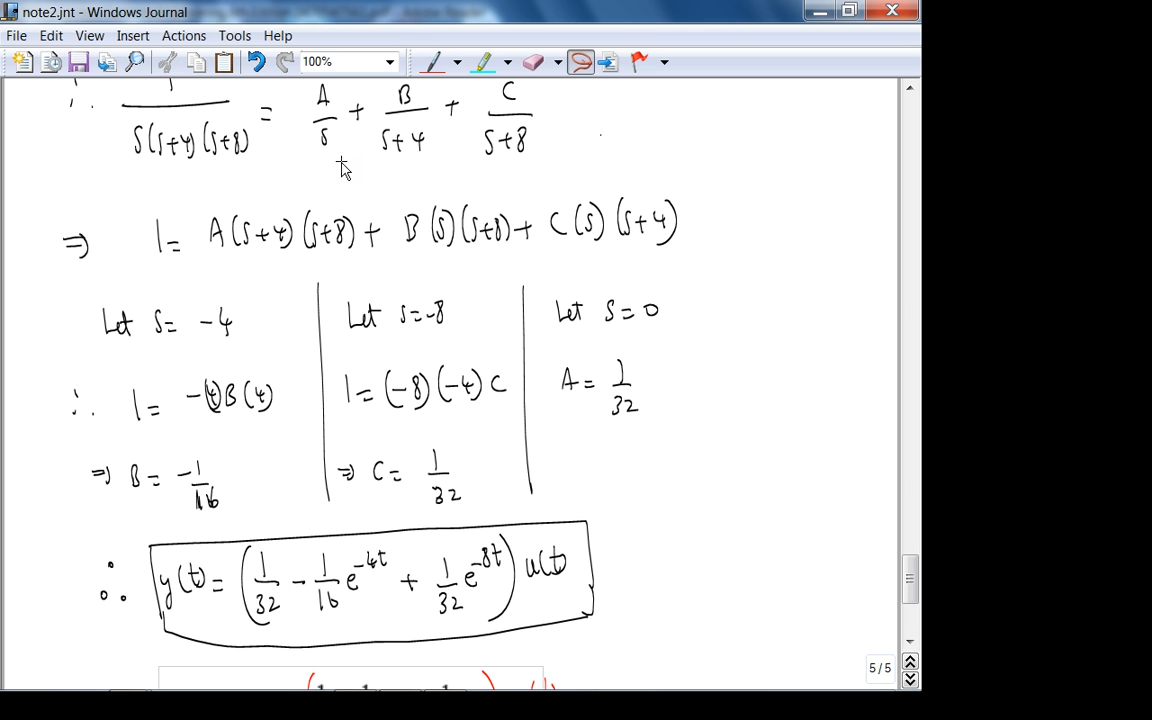 note2.jnt - Windows Journal
File Edit View Insert Actions Tools Help
100%
∴ 1/(S(s+4)(s+8)) = A/s + B/(s+4) + C/(s+8)
⇒ 1 = A(s+4)(s+8) + B(s)(s+8) + C(s)(s+4)
Let S = -4
∴ 1 = -(4)B(4)
⇒ B = -1/16
Let s = -8
1 = (-8)(-4)C
⇒ C = 1/32
Let S = 0
A = 1/32
∴ y(t) = (1/32 - 1/16 e^-4t + 1/32 e^-8t) u(t)
5 / 5